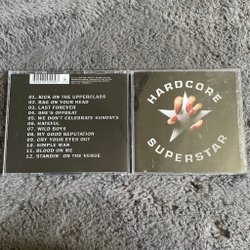 01. KICK ON THE UPPERCLASS
02. BAG ON YOUR HEAD
03. LAST FOREVER
04. SHE'S OFFBEAT
05. WE DON'T CELEBRATE SUNDAYS
06. HATEFUL
07. WILD BOYS
08. MY GOOD REPUTATION
09. CRY YOUR EYES OUT
10. SIMPLE MAN
11. BLOOD ON ME
12. STANDIN' ON THE VERGE
HARDCORE
SUPERSTAR